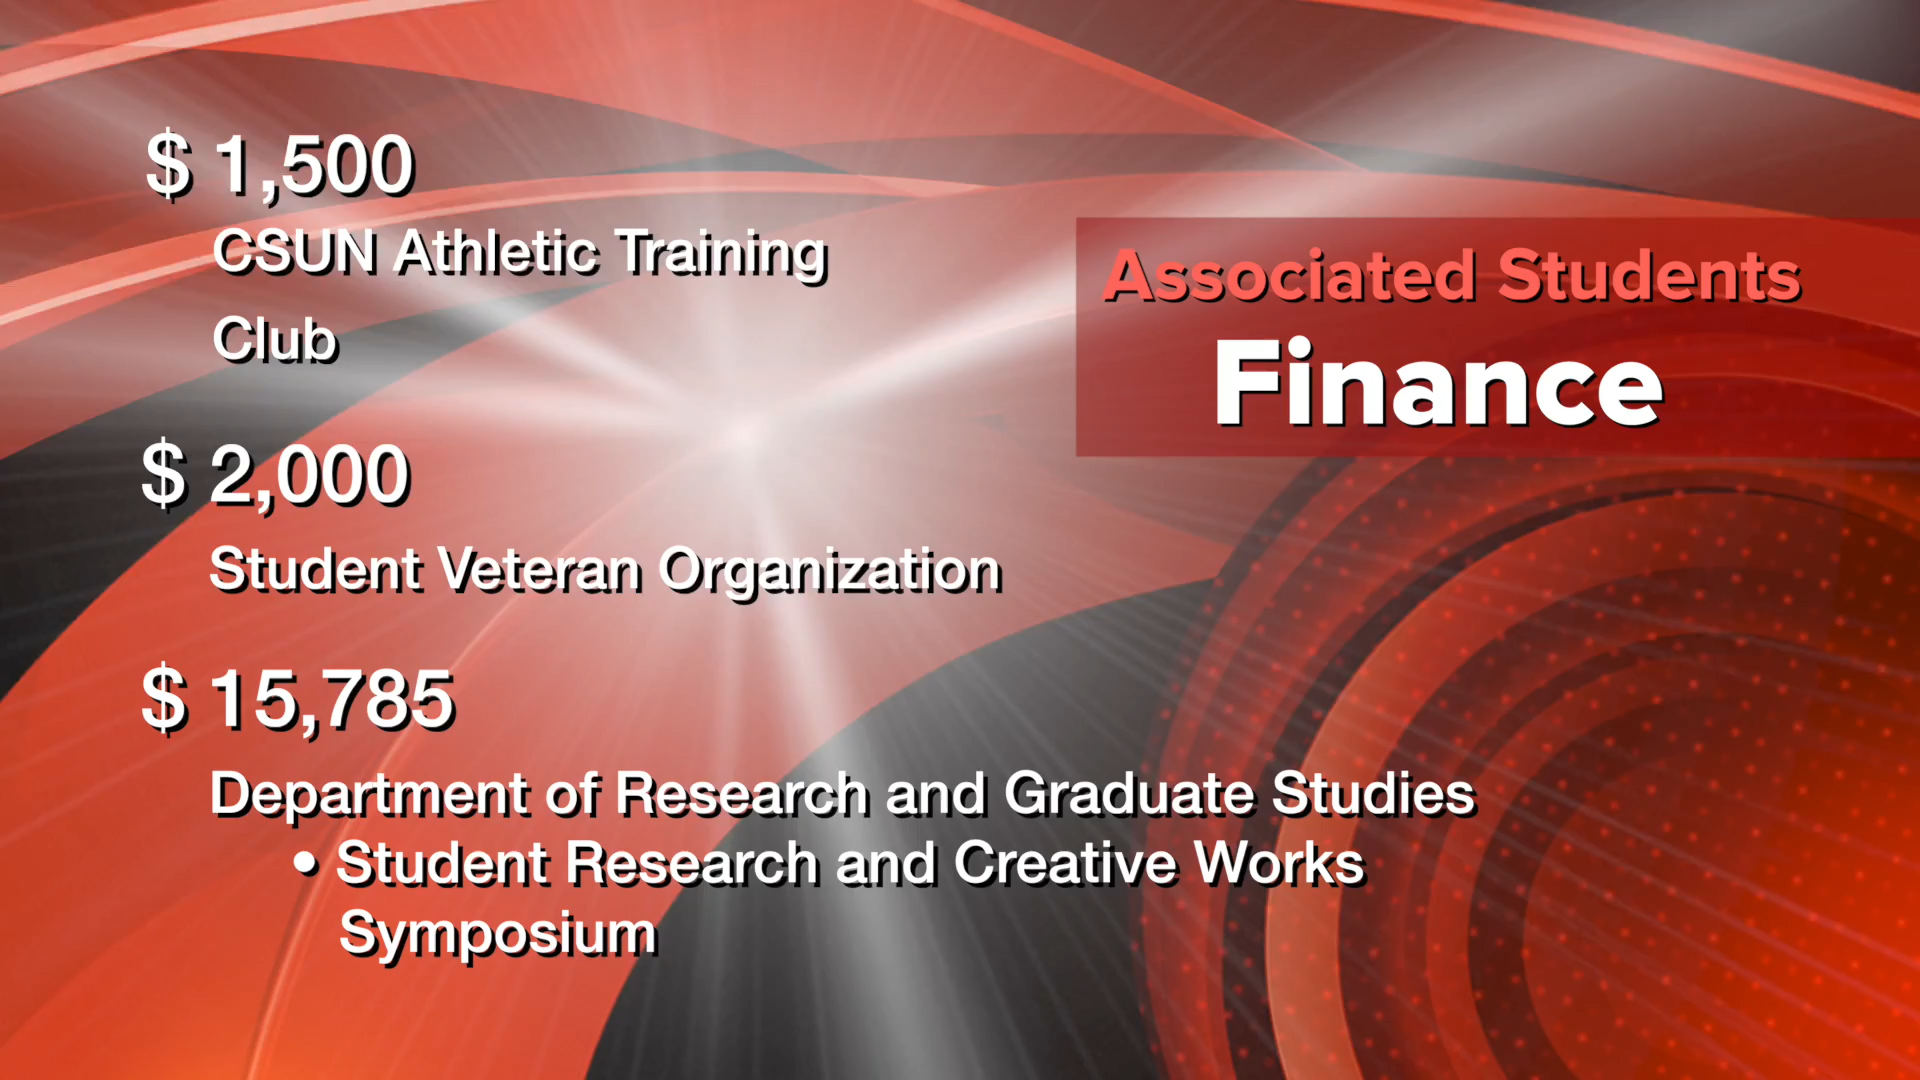 $ 1,500
CSUN Athletic Training
Club
$ 2,000
Student Veteran Organization
$ 15,785
Department of Research and Graduate Studies
• Student Research and Creative Works
Symposium
Associated Students
Finance